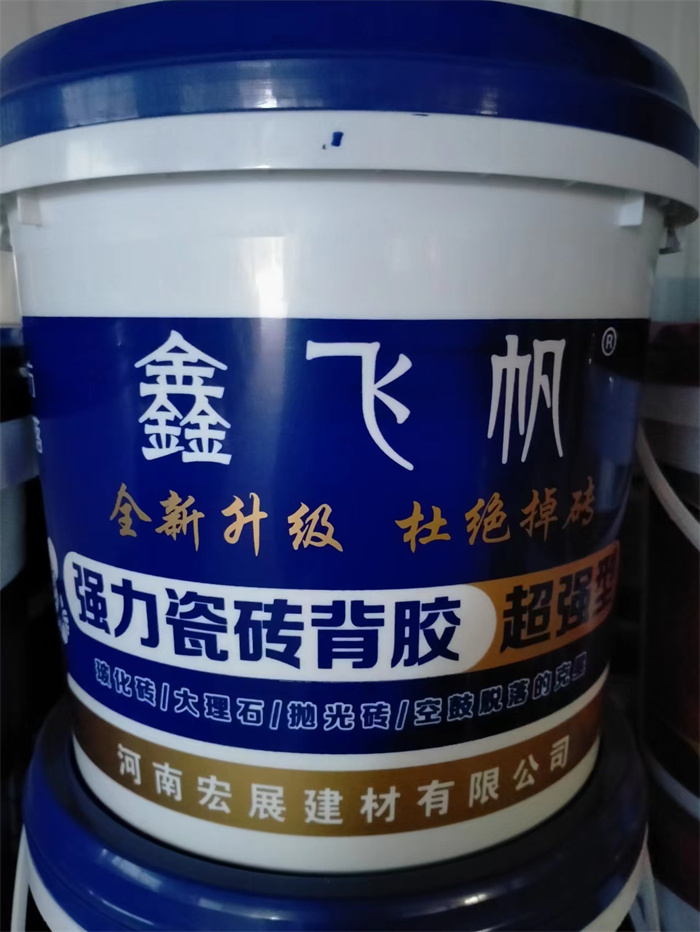 鑫飞帆®
全新升级 杜绝掉砖
强力瓷砖背胶 超强型
玻化砖/大理石/抛光砖/空鼓脱落的克星
河南宏展建材有限公司